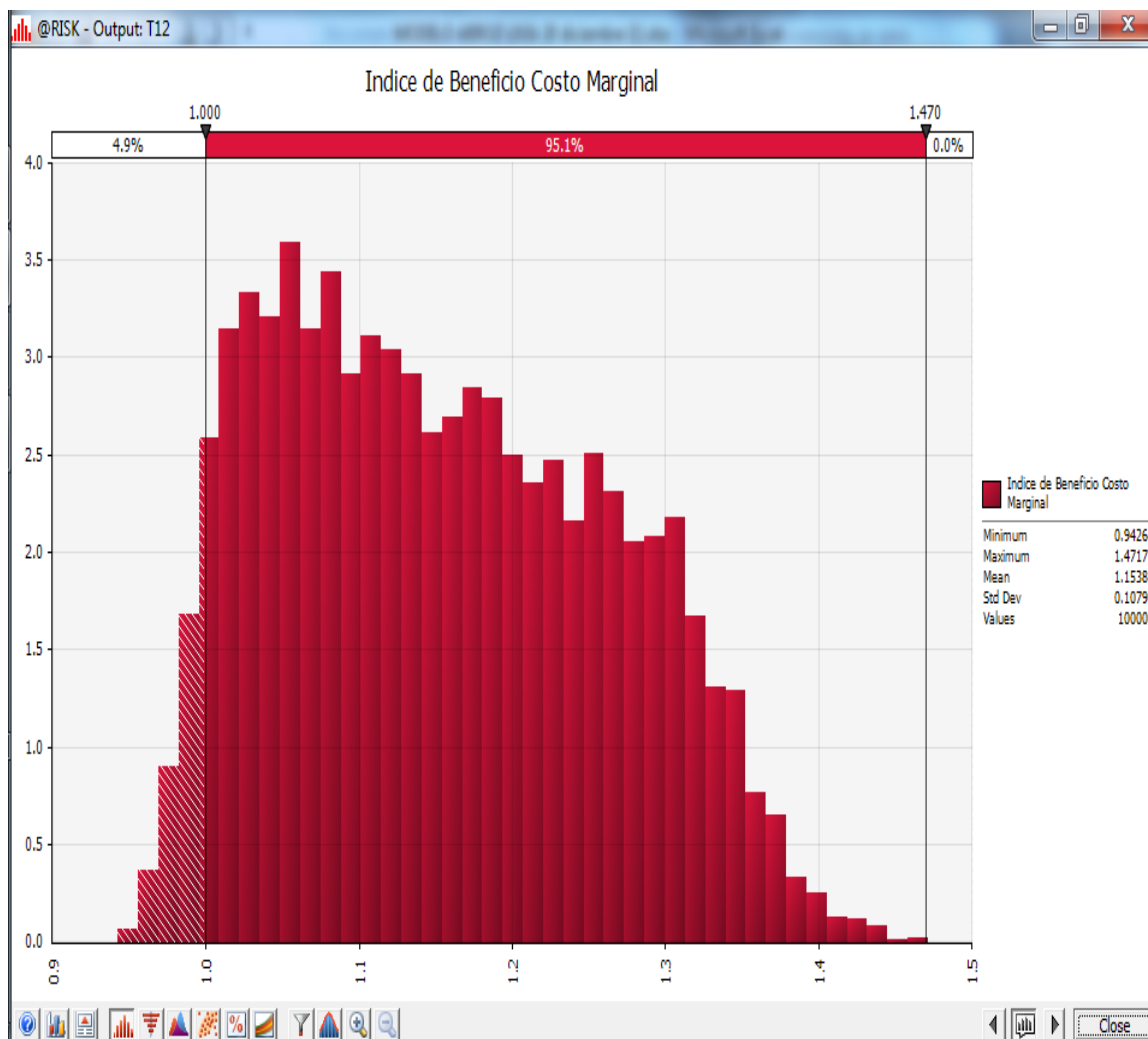 @RISK - Output: T12
Indice de Beneficio Costo Marginal
1.000 1.470
4.9% 95.1% 0.0%
4.0
3.5
3.0
2.5
2.0
1.5
1.0
0.5
0.0
0.9 1.0 1.1 1.2 1.3 1.4 1.5
Indice de Beneficio Costo
Marginal
Minimum 0.9426
Maximum 1.4717
Mean 1.1538
Std Dev 0.1079
Values 10000
Close